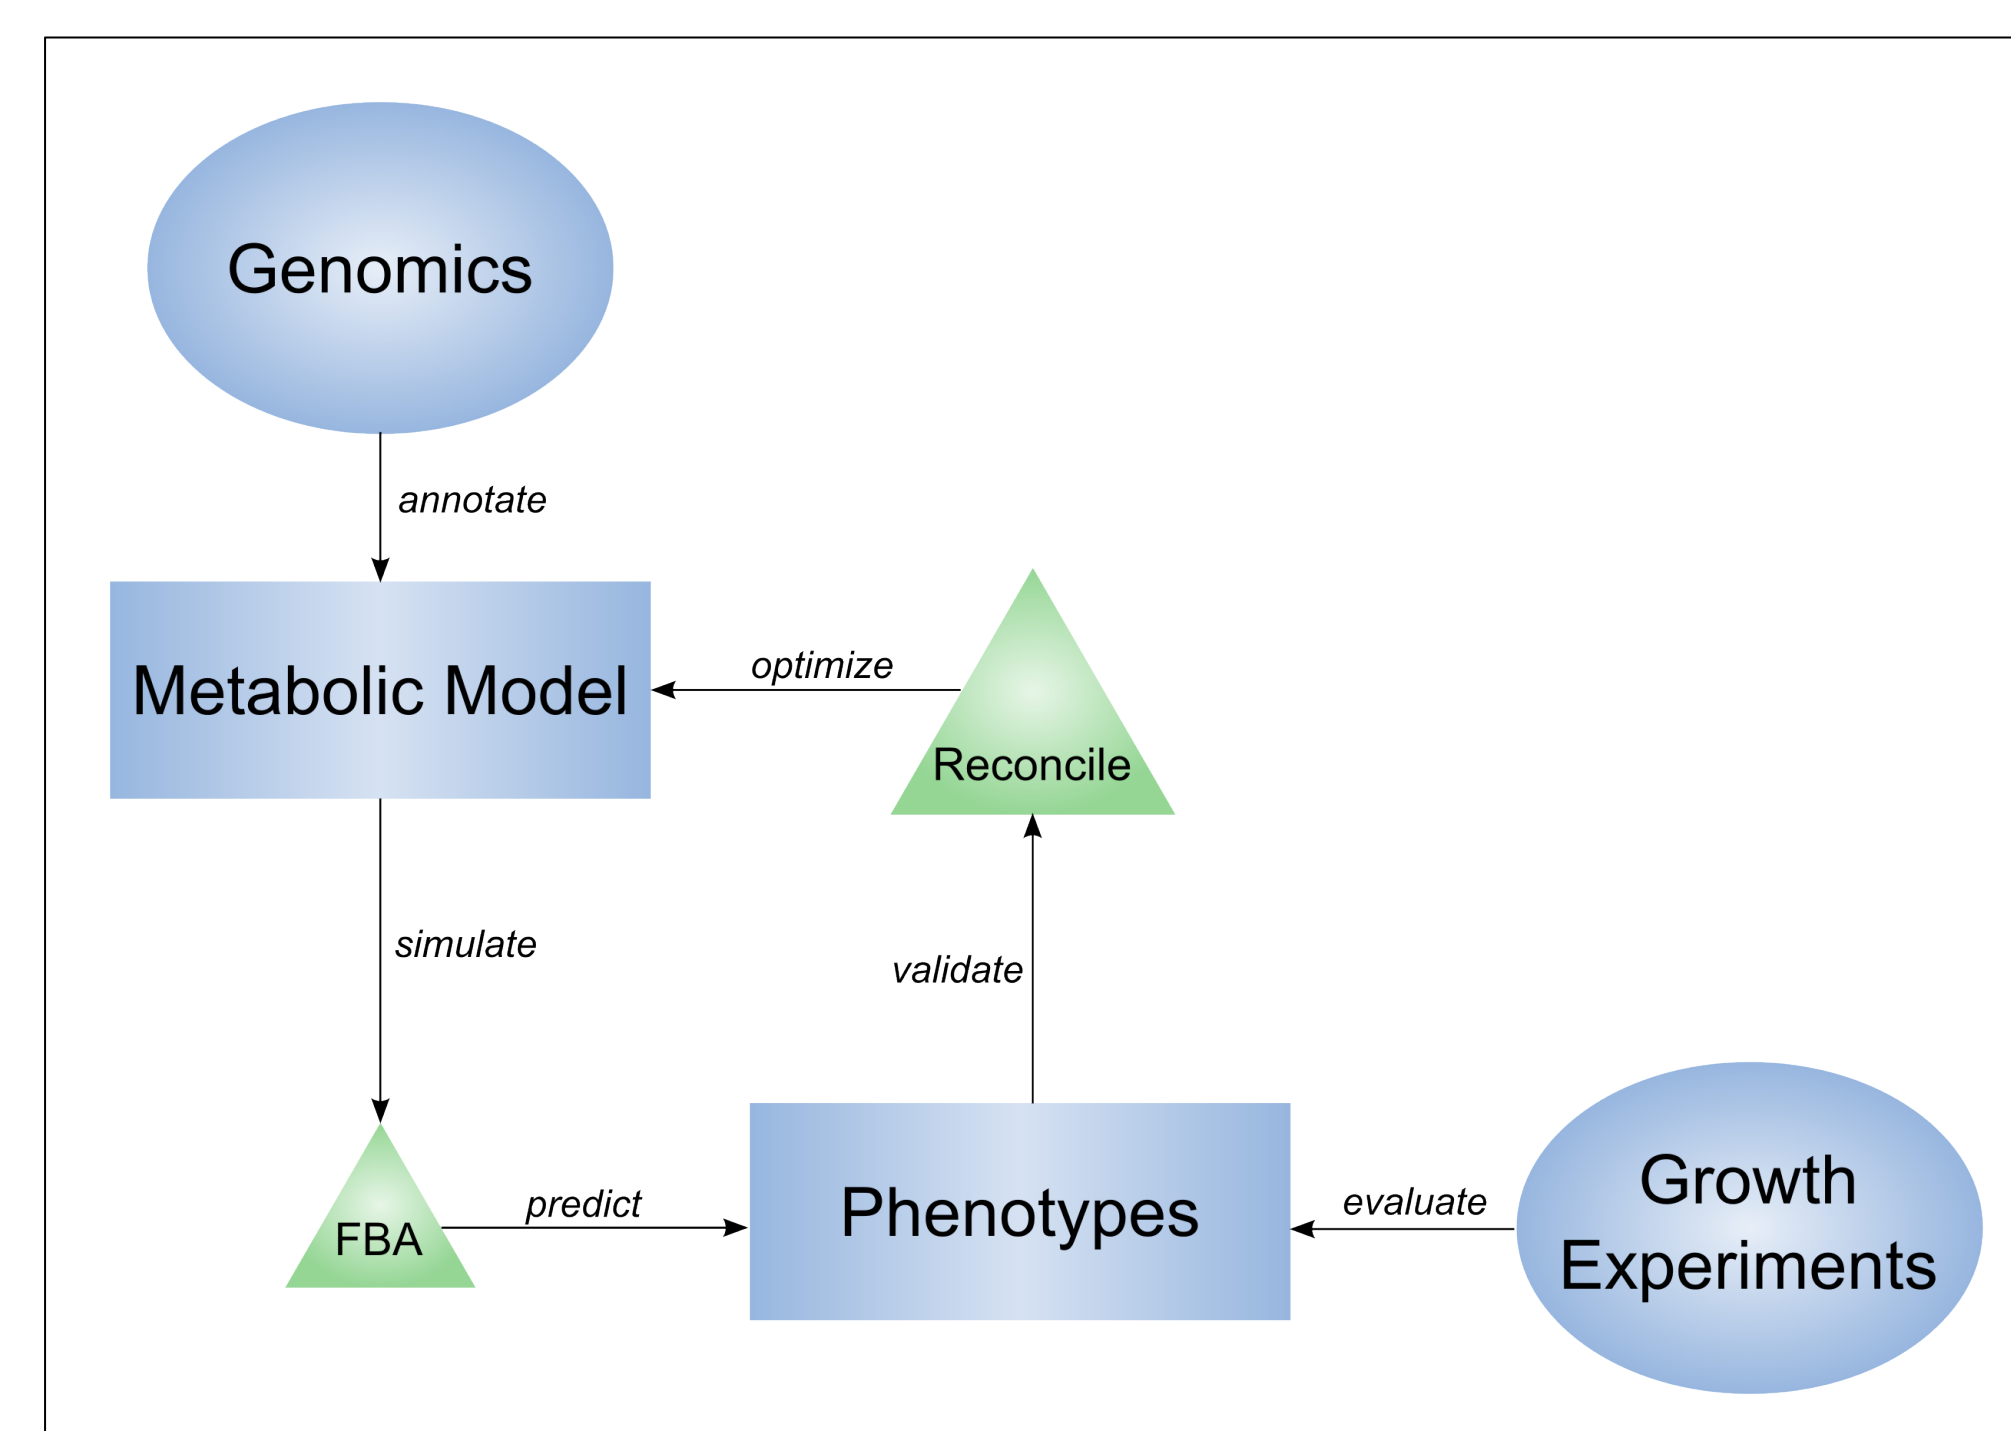 Genomics
annotate
Metabolic Model
optimize
Reconcile
simulate
validate
FBA
predict
Phenotypes
evaluate
Growth
Experiments